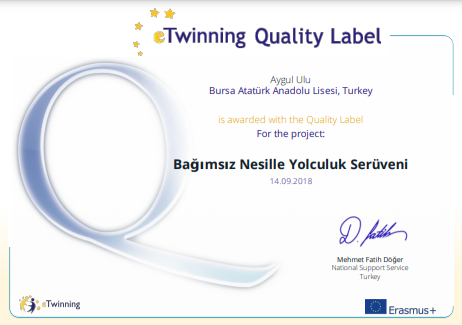 eTwinning Quality Label
Aygul Ulu
Bursa Atatürk Anadolu Lisesi, Turkey
is awarded with the Quality Label
For the project:
Bağımsız Nesille Yolculuk Serüveni
14.09.2018
D. Fatih
Mehmet Fatih Döğer
National Support Service
Turkey
eTwinning
Erasmus+